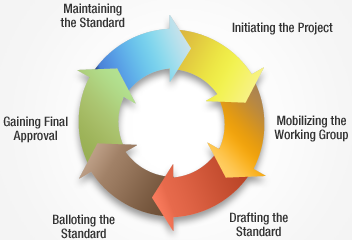 Maintaining
the Standard
Initiating the Project
Mobilizing the
Working Group
Drafting the
Standard
Balloting the
Standard
Gaining Final
Approval